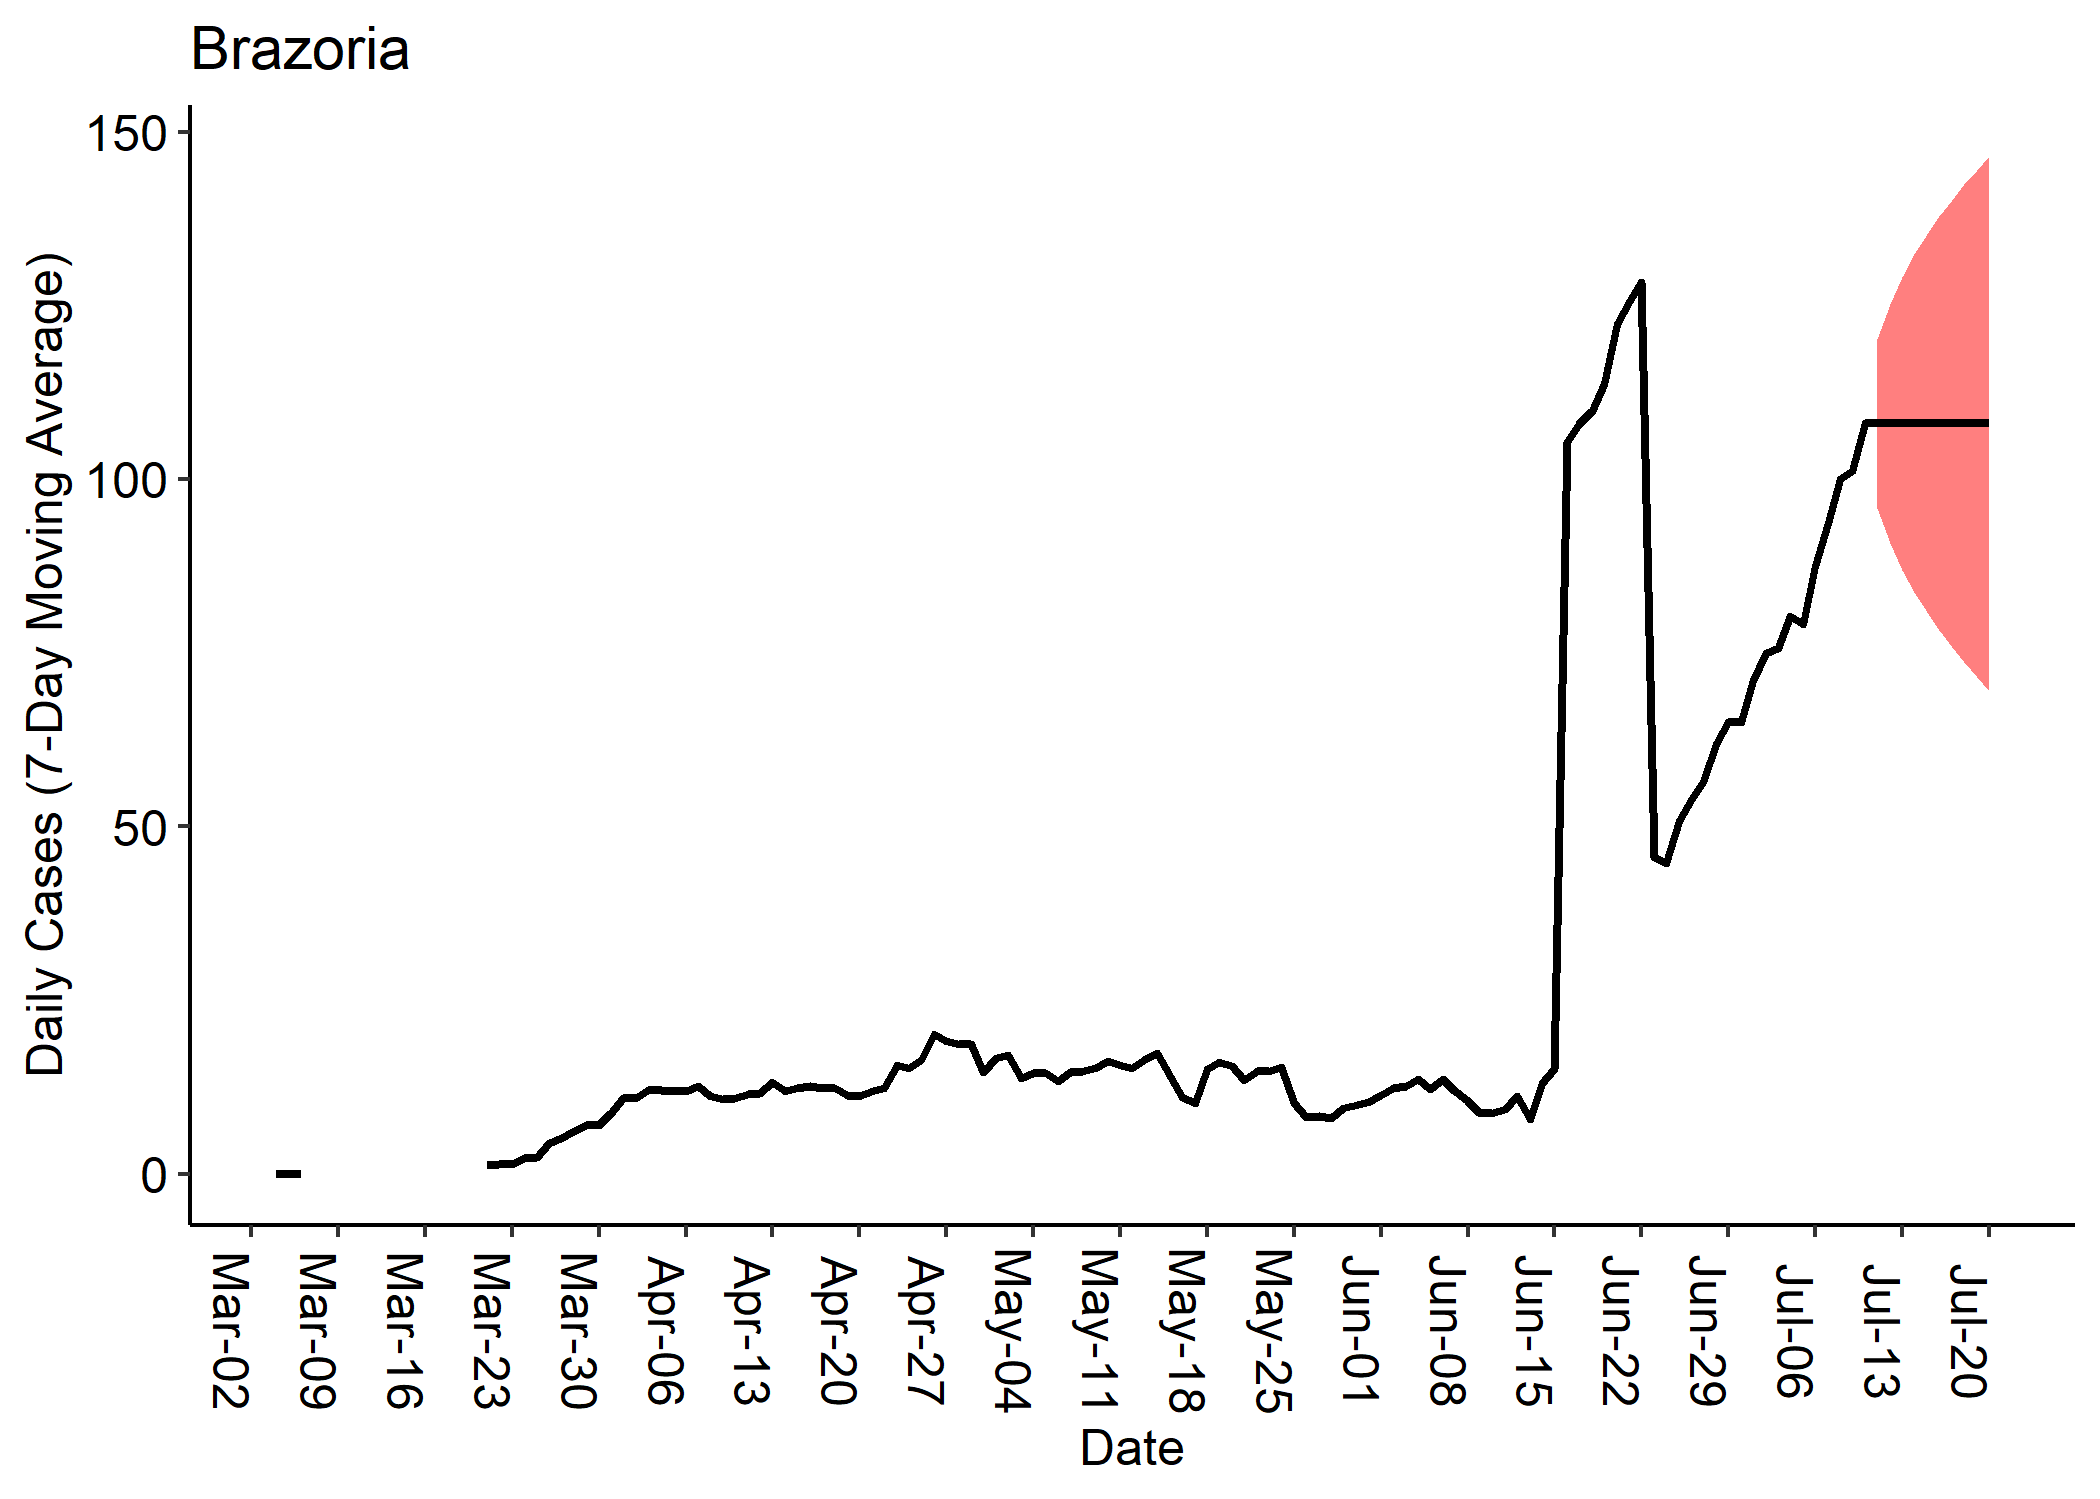 Brazoria
Daily Cases (7-Day Moving Average)
150
100
50
0
Mar-02
Mar-09
Mar-16
Mar-23
Mar-30
Apr-06
Apr-13
Apr-20
Apr-27
May-04
May-11
May-18
May-25
Jun-01
Jun-08
Jun-15
Jun-22
Jun-29
Jul-06
Jul-13
Jul-20
Date